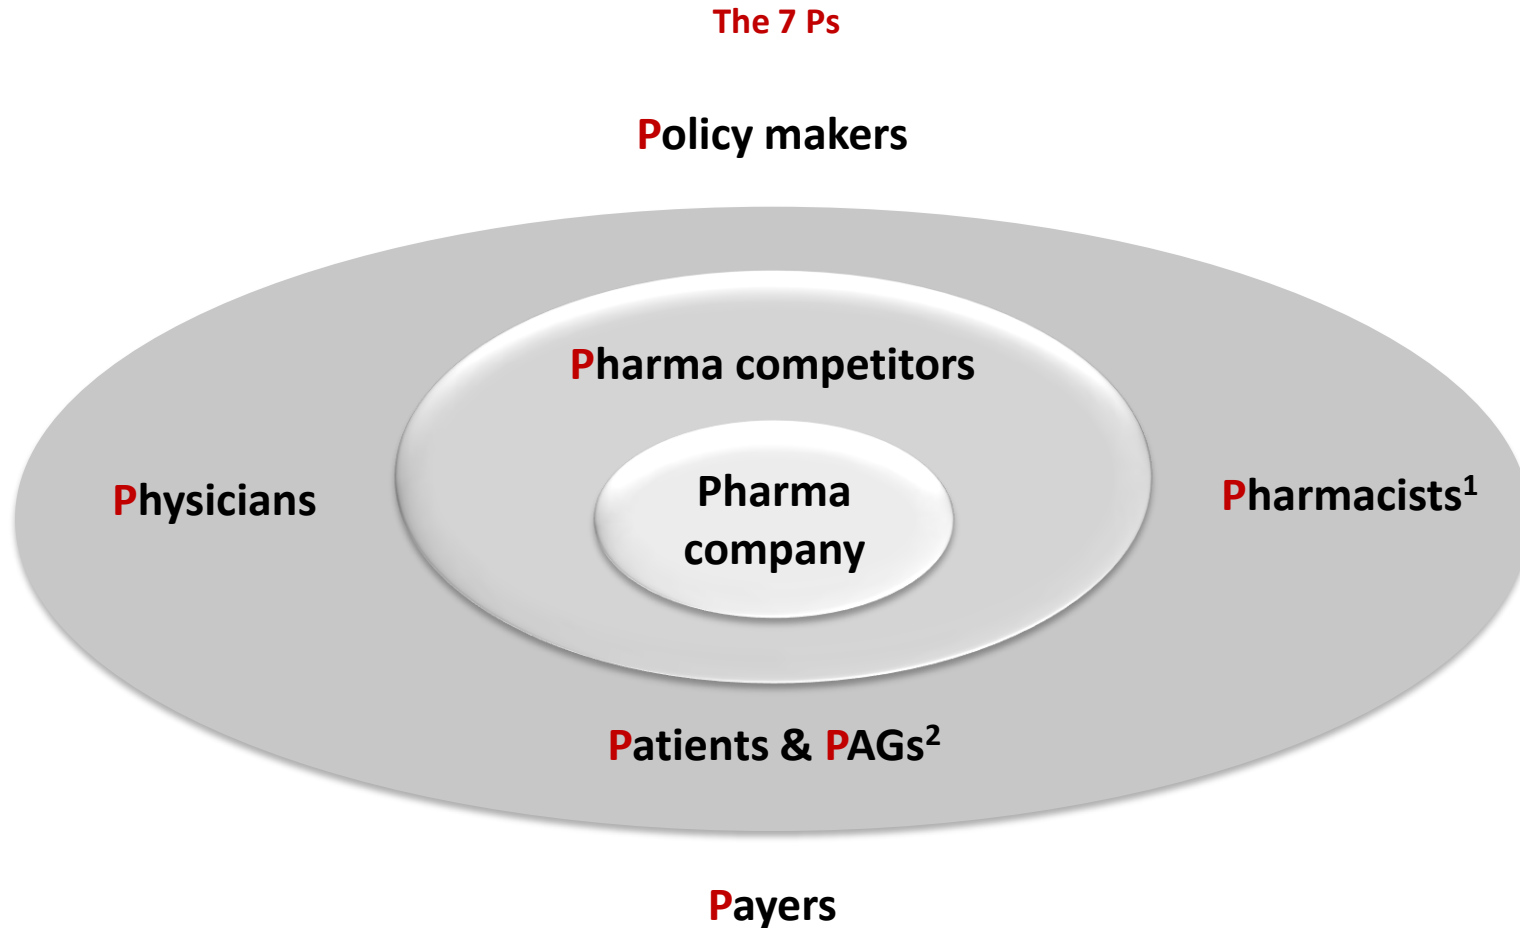 The 7 Ps
Policy makers
Pharma competitors
Pharma
company
Physicians
Pharmacists¹
Patients & PAGs²
Payers